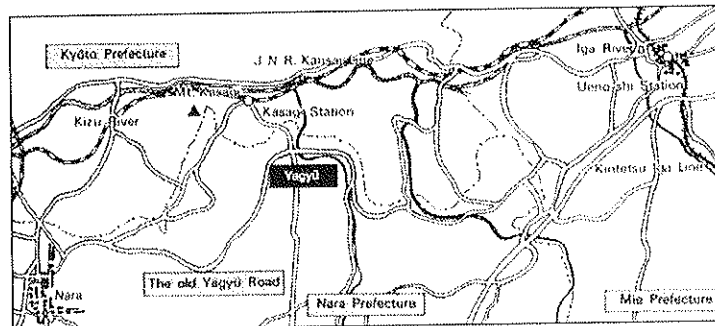 Kyōto Prefecture
J N R. Kansai Line
Iga River
Ueno shi Station
Mt. Kasagi
Kasagi Station
Kizu River
Kintetsu Iga Line
Yagyū
The old Yagyū Road
Nara
Nara Prefecture
Mie Prefecture